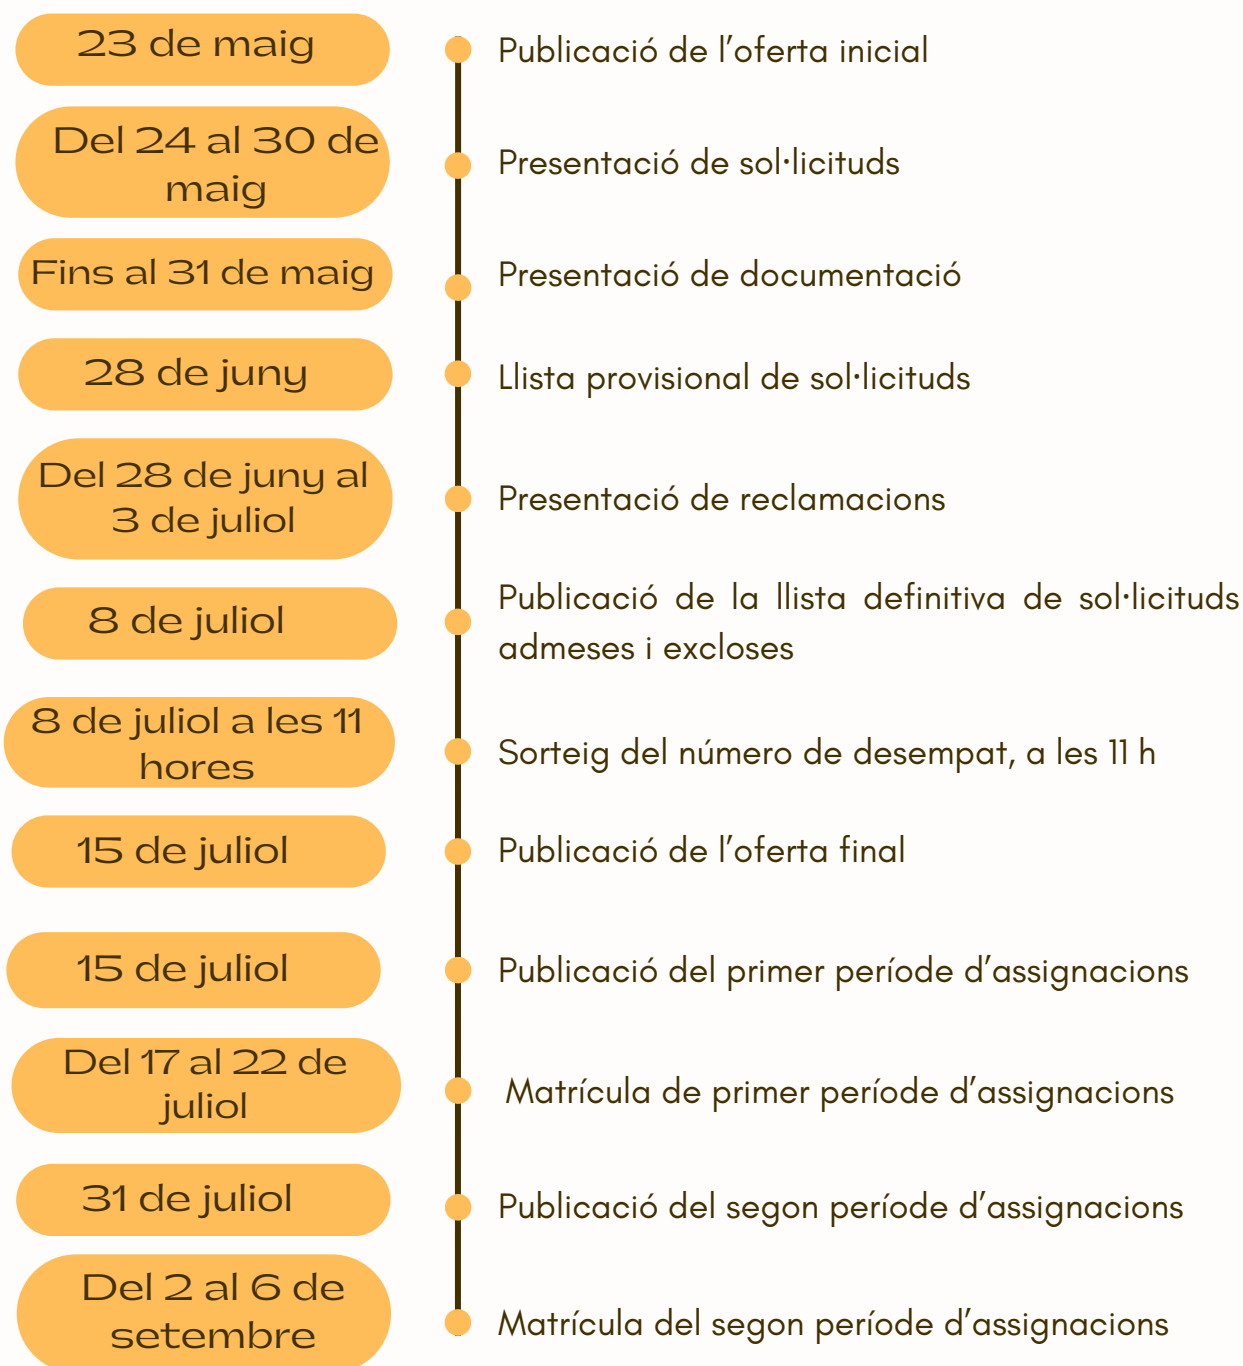 23 de maig
Publicació de l’oferta inicial
Del 24 al 30 de
maig
Presentació de sol·licituds
Fins al 31 de maig
Presentació de documentació
28 de juny
Llista provisional de sol·licituds
Del 28 de juny al
3 de juliol
Presentació de reclamacions
8 de juliol
Publicació de la llista definitiva de sol·licituds
admeses i excloses
8 de juliol a les 11
hores
Sorteig del número de desempat, a les 11 h
15 de juliol
Publicació de l’oferta final
15 de juliol
Publicació del primer període d’assignacions
Del 17 al 22 de
juliol
Matrícula de primer període d’assignacions
31 de juliol
Publicació del segon període d’assignacions
Del 2 al 6 de
setembre
Matrícula del segon període d’assignacions